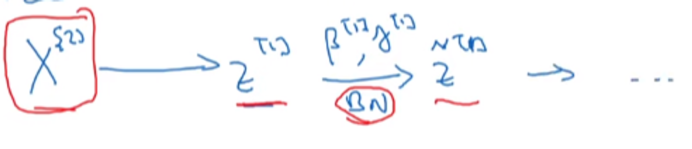 X^{2} → Z^[1] →(β^[1], γ^[1] / BN) Z̃^[1] → ...